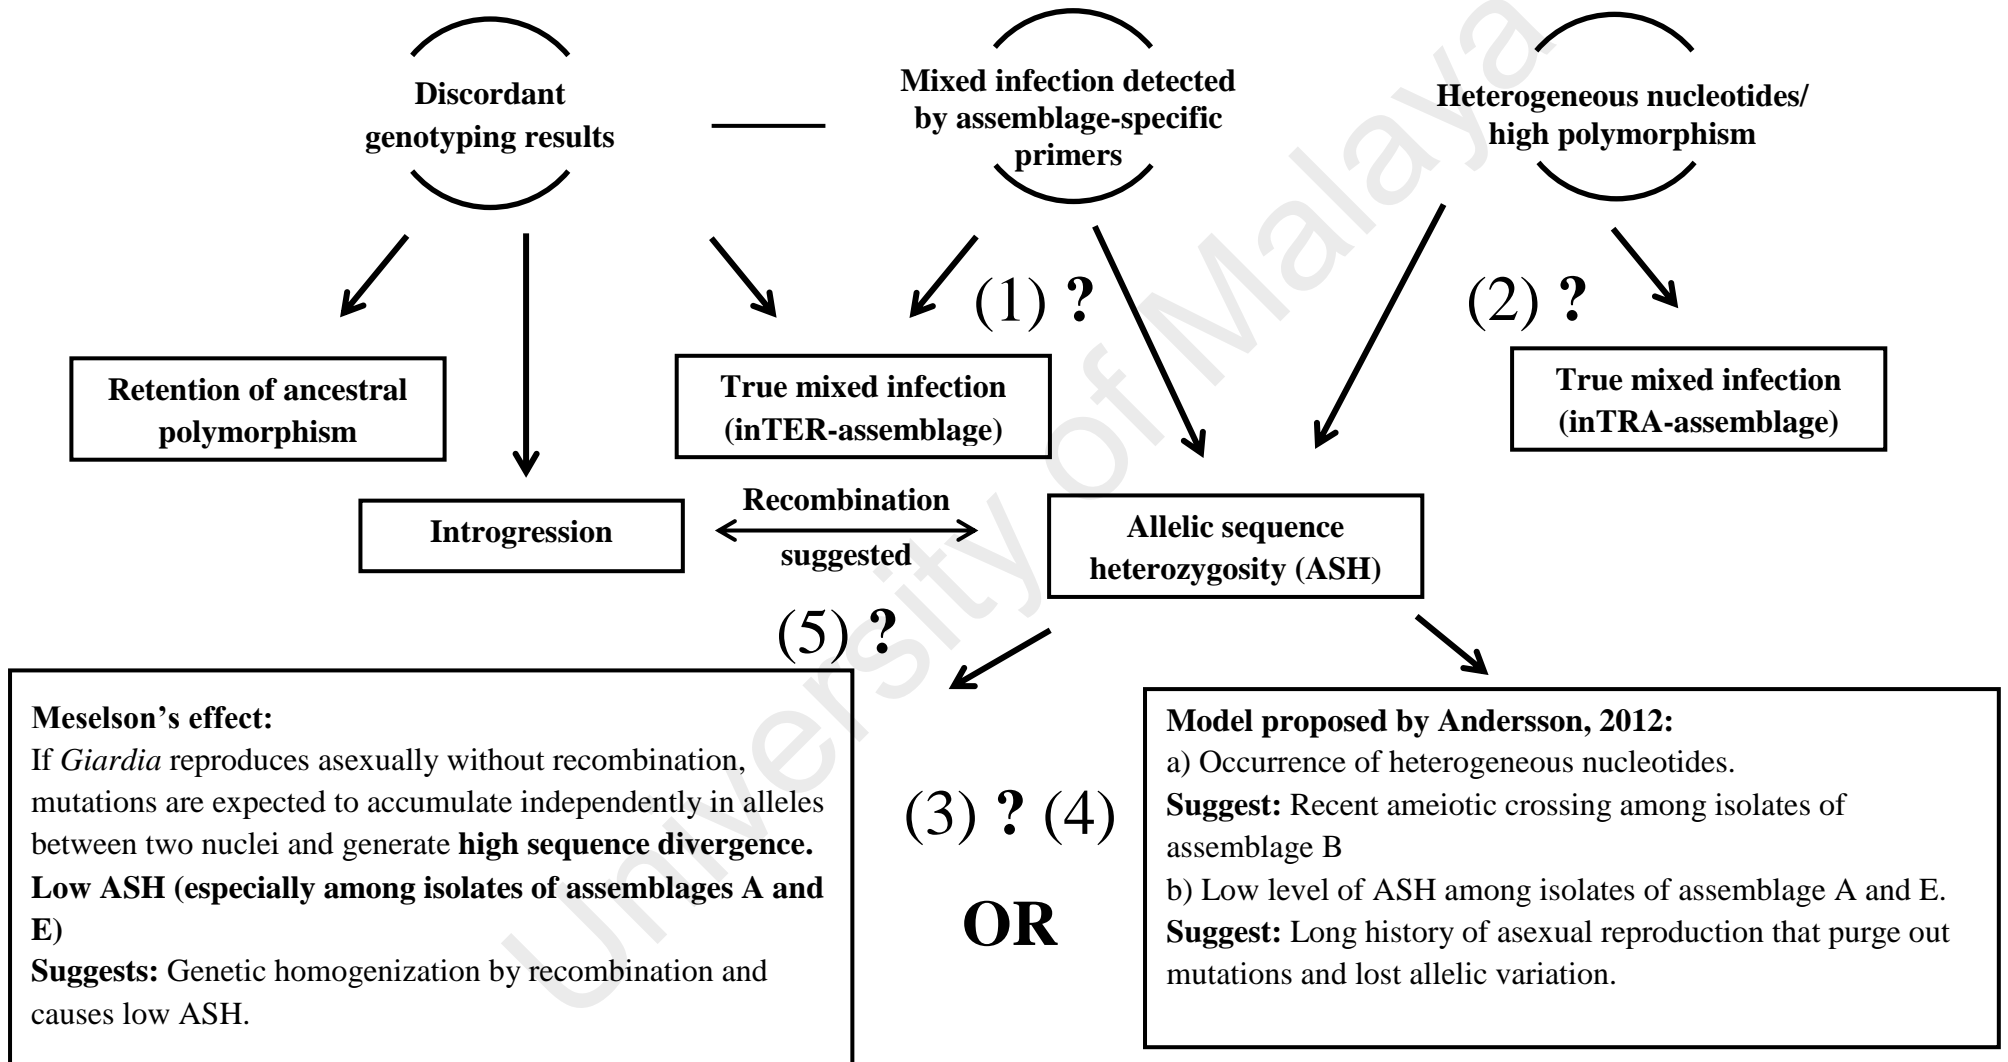 Discordant
genotyping results
Mixed infection detected
by assemblage-specific
primers
Heterogeneous nucleotides/
high polymorphism
(1) ?
(2) ?
Retention of ancestral
polymorphism
True mixed infection
(inTER-assemblage)
True mixed infection
(inTRA-assemblage)
Introgression
Recombination
suggested
Allelic sequence
heterozygosity (ASH)
(5) ?
Meselson’s effect:
If Giardia reproduces asexually without recombination,
mutations are expected to accumulate independently in alleles
between two nuclei and generate high sequence divergence.
Low ASH (especially among isolates of assemblages A and
E)
Suggests: Genetic homogenization by recombination and
causes low ASH.
(3) ? (4)
OR
Model proposed by Andersson, 2012:
a) Occurrence of heterogeneous nucleotides.
Suggest: Recent ameiotic crossing among isolates of
assemblage B
b) Low level of ASH among isolates of assemblage A and E.
Suggest: Long history of asexual reproduction that purge out
mutations and lost allelic variation.
University of Malaya